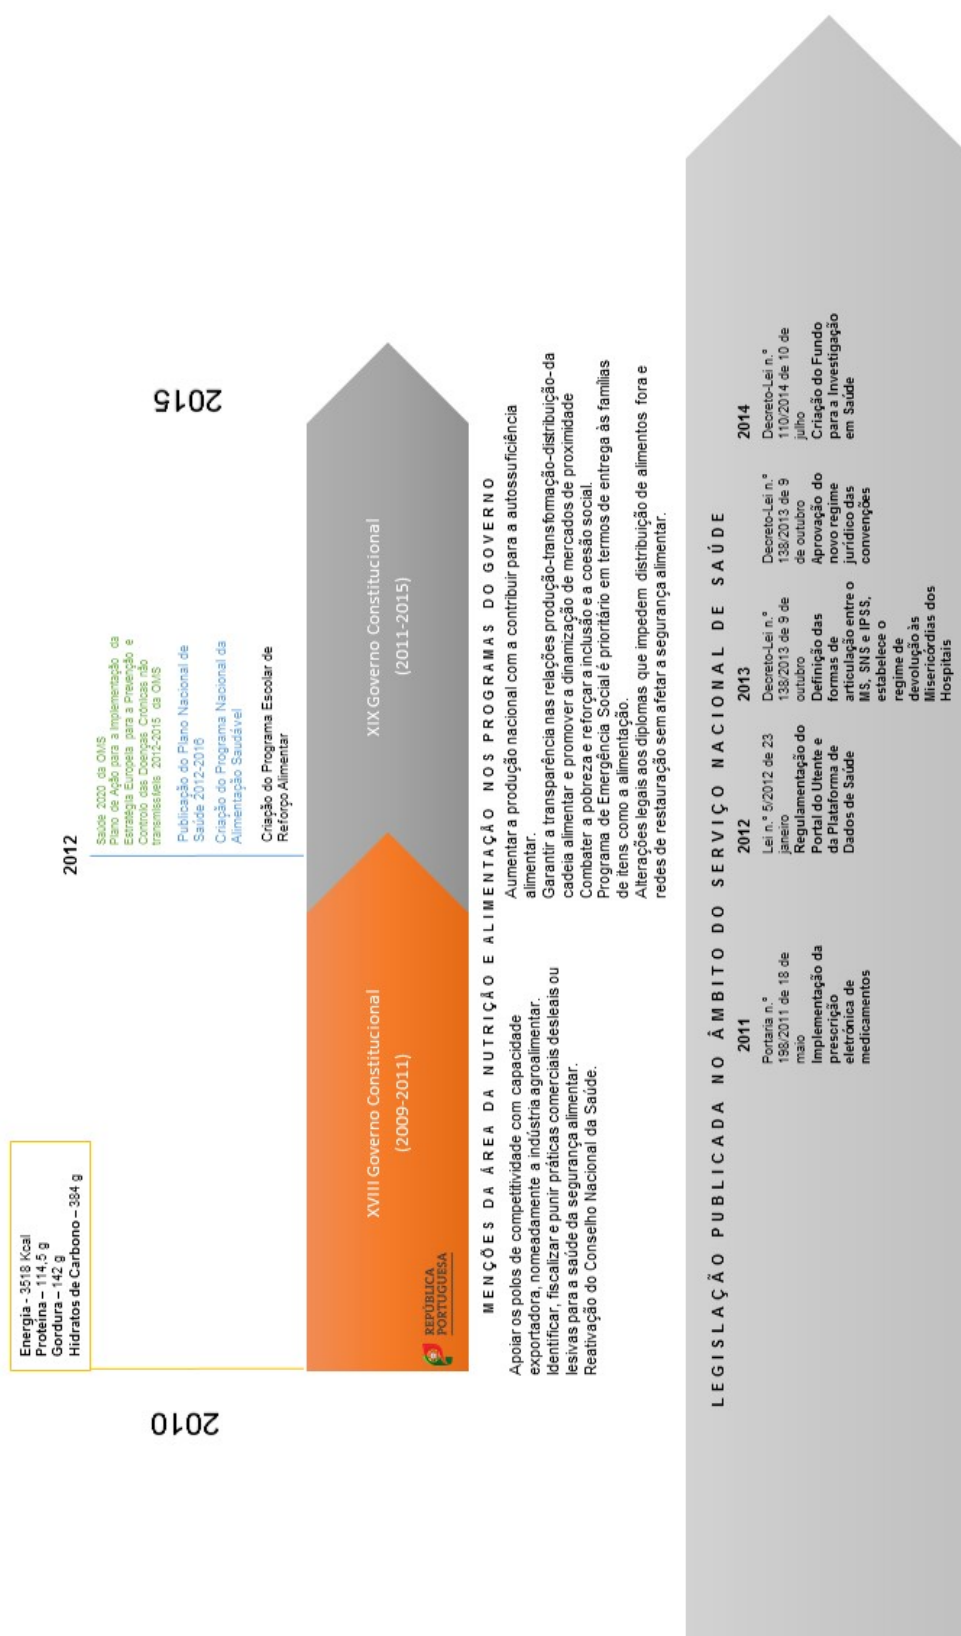 2010
2015
Energia - 3518 Kcal
Proteína – 114,5 g
Gordura – 142 g
Hidratos de Carbono – 384 g
2012
Saúde 2020 da OMS
Plano de Ação para a Implementação da
Estratégia Europeia para a Prevenção e
Controlo das Doenças Crónicas não
transmissíveis 2012-2015 da OMS
Publicação do Plano Nacional de
Saúde 2012-2016
Criação do Programa Nacional da
Alimentação Saudável
Criação do Programa Escolar de
Reforço Alimentar
XVIII Governo Constitucional
(2009-2011)
REPÚBLICA
PORTUGUESA
XIX Governo Constitucional
(2011-2015)
MENÇÕES DA ÁREA DA NUTRIÇÃO E ALIMENTAÇÃO NOS PROGRAMAS DO GOVERNO
Apoiar os polos de competitividade com capacidade
exportadora, nomeadamente a indústria agroalimentar.
Identificar, fiscalizar e punir práticas comerciais desleais ou
lesivas para a saúde da segurança alimentar.
Reativação do Conselho Nacional da Saúde.
Aumentar a produção nacional com a contribuir para a autossuficiência
alimentar.
Garantir a transparência nas relações produção-transformação-distribuição-da
cadeia alimentar e promover a dinamização de mercados de proximidade
Combater a pobreza e reforçar a inclusão e a coesão social.
Programa de Emergência Social é prioritário em termos de entrega às famílias
de itens como a alimentação.
Alterações legais aos diplomas que impedem distribuição de alimentos fora e
redes de restauração sem afetar a segurança alimentar.
LEGISLAÇÃO PUBLICADA NO ÂMBITO DO SERVIÇO NACIONAL DE SAÚDE
2011
Portaria n.º
198/2011 de 18 de
maio
Implementação da
prescrição
eletrónica de
medicamentos
2012
Lei n.º 5/2012 de 23
janeiro
Regulamentação do
Portal do Utente e
da Plataforma de
Dados de Saúde
2013
Decreto-Lei n.º
138/2013 de 9 de
outubro
Definição das
formas de
articulação entre o
MS, SNS e IPSS,
estabelece o
regime de
devolução às
Misericórdias dos
Hospitais
Decreto-Lei n.º
138/2013 de 9
de outubro
Aprovação do
novo regime
jurídico das
convenções
2014
Decreto-Lei n.º
110/2014 de 10 de
julho
Criação do Fundo
para a Investigação
em Saúde